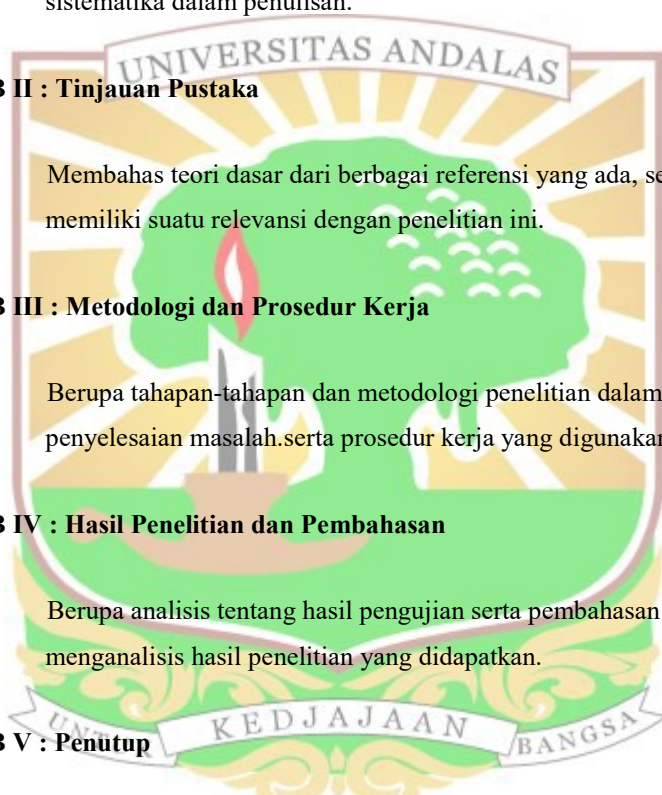 sistematika dalam penulisan.
UNIVERSITAS ANDALAS
II : Tinjauan Pustaka
Membahas teori dasar dari berbagai referensi yang ada,
memiliki suatu relevansi dengan penelitian ini.
III : Metodologi dan Prosedur Kerja
Berupa tahapan-tahapan dan metodologi penelitian dalam
penyelesaian masalah.serta prosedur kerja yang digunakan
IV : Hasil Penelitian dan Pembahasan
Berupa analisis tentang hasil pengujian serta pembahasan
menganalisis hasil penelitian yang didapatkan.
UNTUK KEDJAJAAN BANGSA
V : Penutup